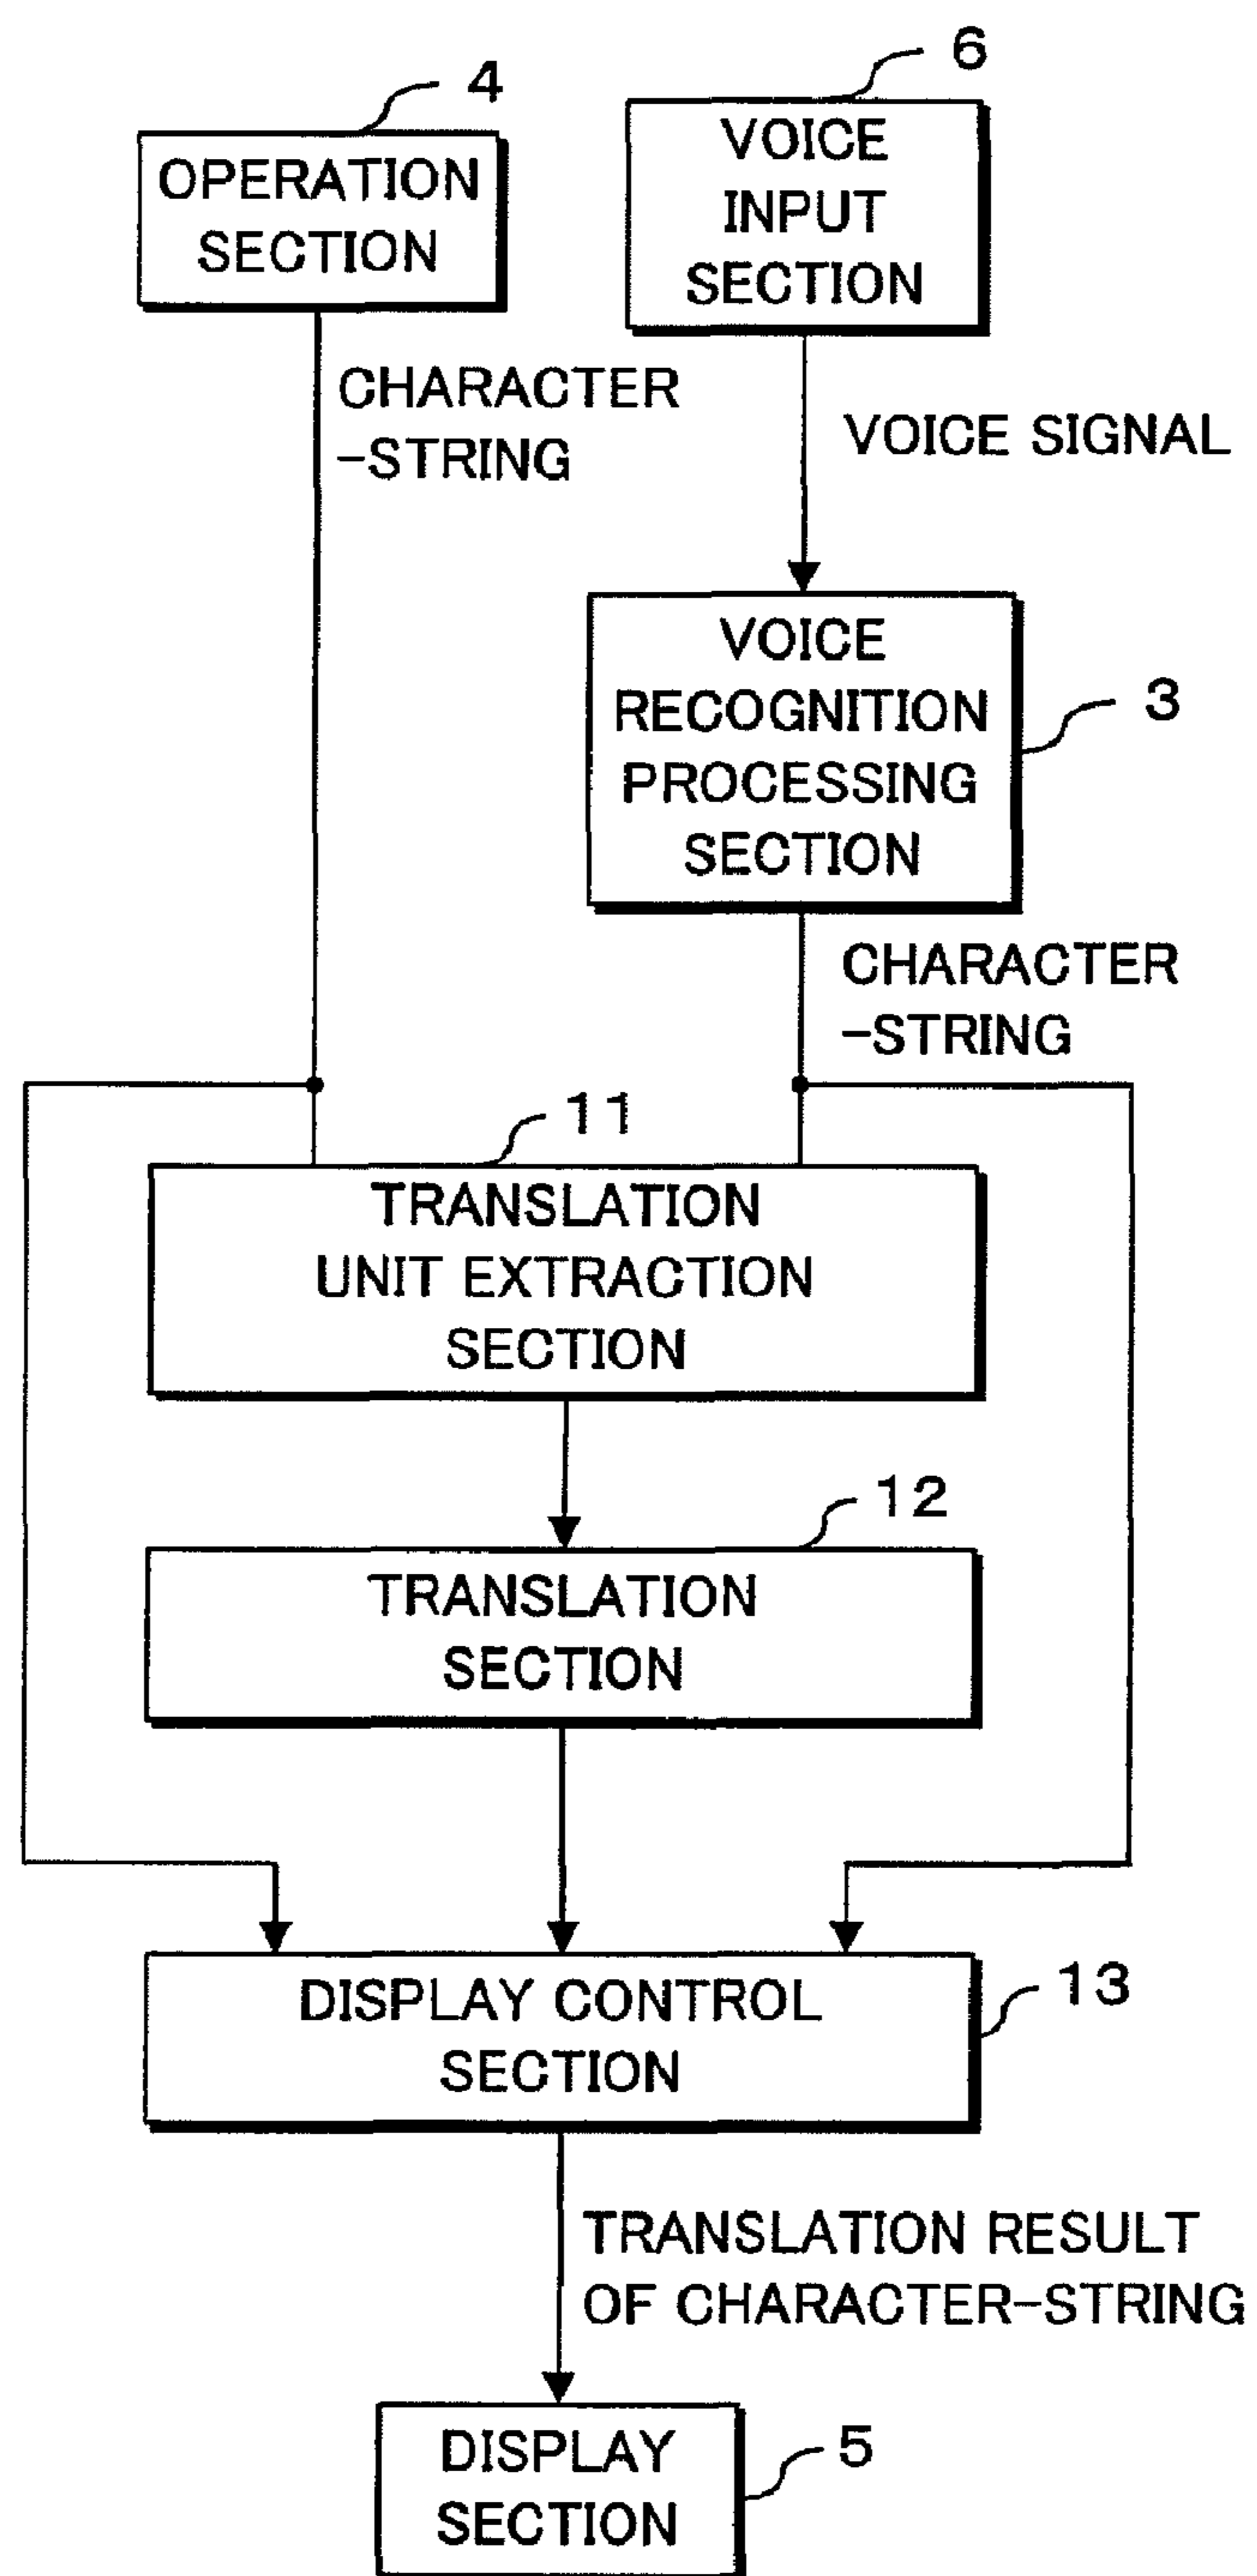 4
OPERATION
SECTION
6
VOICE
INPUT
SECTION
CHARACTER
-STRING
VOICE SIGNAL
VOICE
RECOGNITION
PROCESSING
SECTION
3
CHARACTER
-STRING
11
TRANSLATION
UNIT EXTRACTION
SECTION
12
TRANSLATION
SECTION
DISPLAY CONTROL
SECTION
13
TRANSLATION RESULT
OF CHARACTER-STRING
DISPLAY
SECTION
5